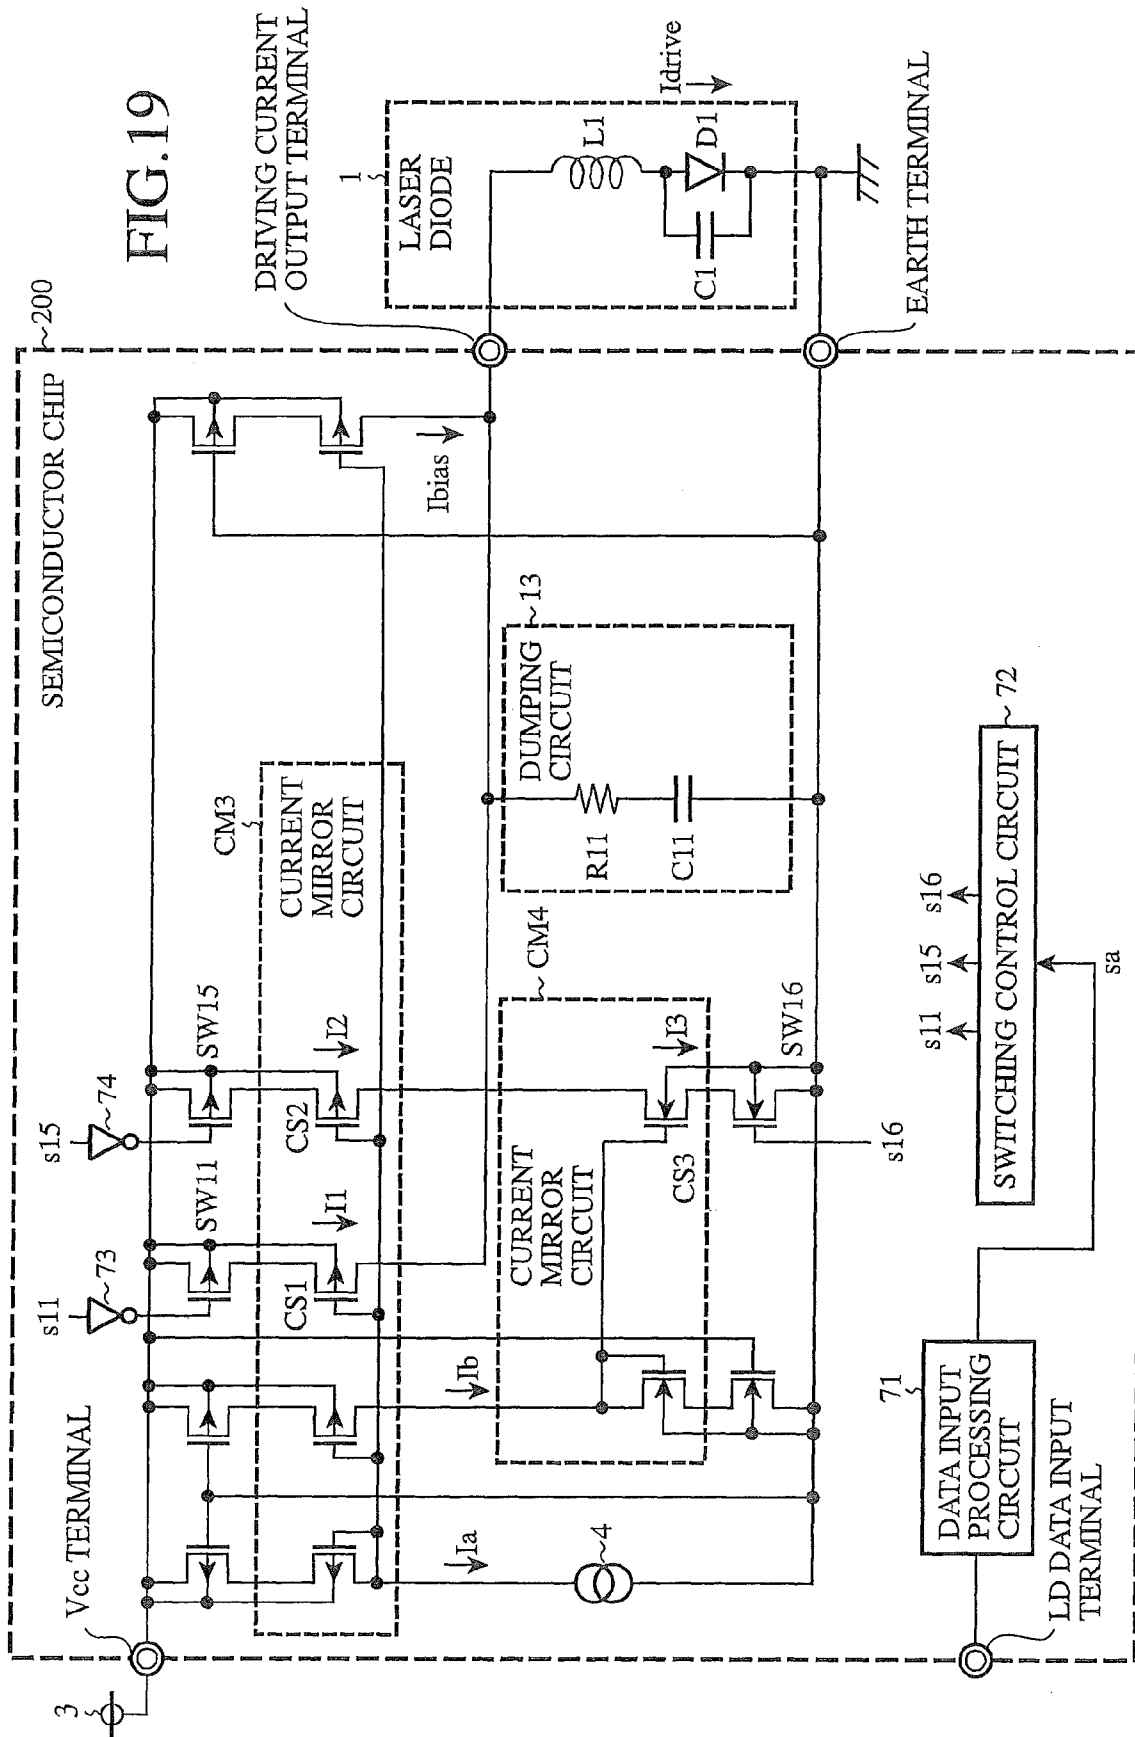 FIG.19
SEMICONDUCTOR CHIP
200
DRIVING CURRENT
OUTPUT TERMINAL
1
LASER
DIODE
L1
D1
C1
Idrive
EARTH TERMINAL
Ibias
3
Vcc TERMINAL
s11
73
s15
74
SW11
SW15
CM3
CURRENT
MIRROR
CIRCUIT
CS1
CS2
I1
I2
Ia
Ib
4
CM4
CURRENT
MIRROR
CIRCUIT
CS3
I3
SW16
s16
13
DUMPING
CIRCUIT
R11
C11
71
DATA INPUT
PROCESSING
CIRCUIT
LD DATA INPUT
TERMINAL
s11
s15
s16
72
SWITCHING CONTROL CIRCUIT
sa